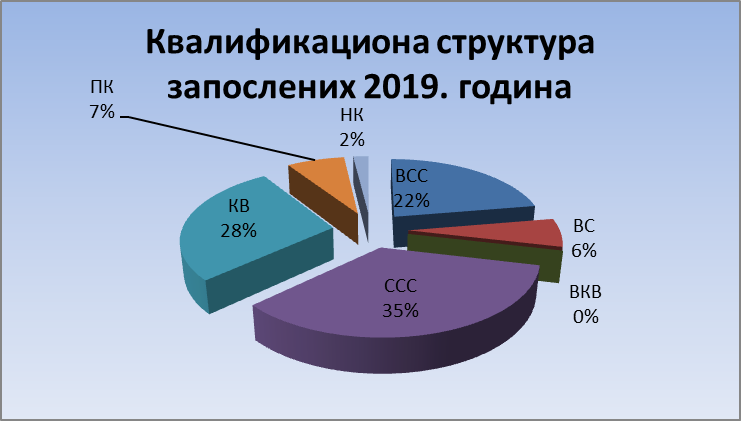 Квалификациона структура
запослених 2019. година
ПК
7%
НК
2%
ВСС
22%
КВ
28%
ВС
6%
ССС
35%
ВКВ
0%